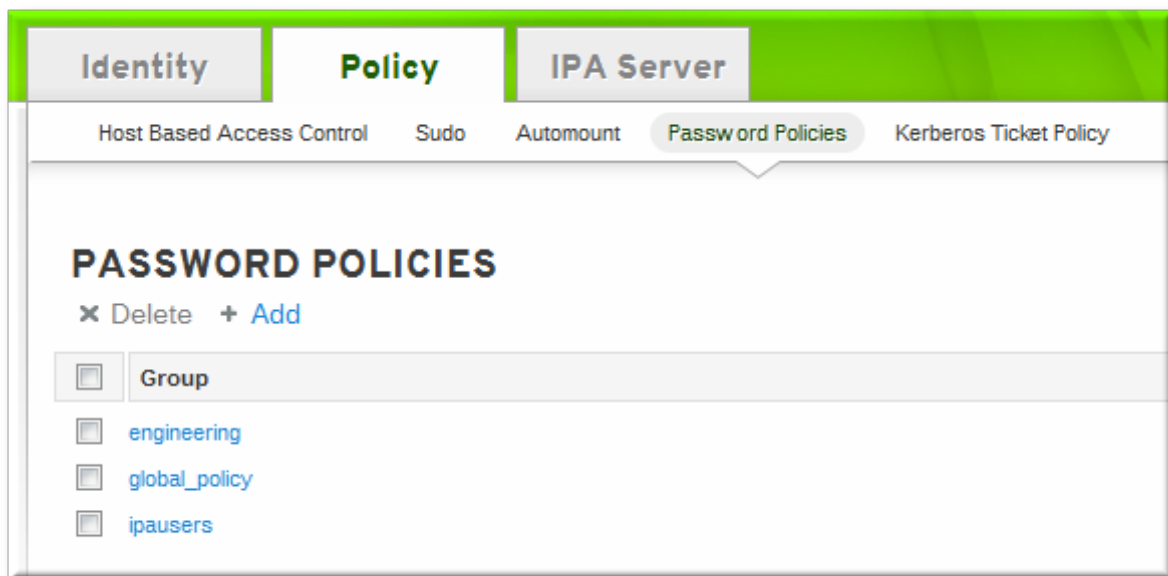 Identity Policy IPA Server
Host Based Access Control Sudo Automount Password Policies Kerberos Ticket Policy
PASSWORD POLICIES
Delete + Add
Group
engineering
global_policy
ipausers